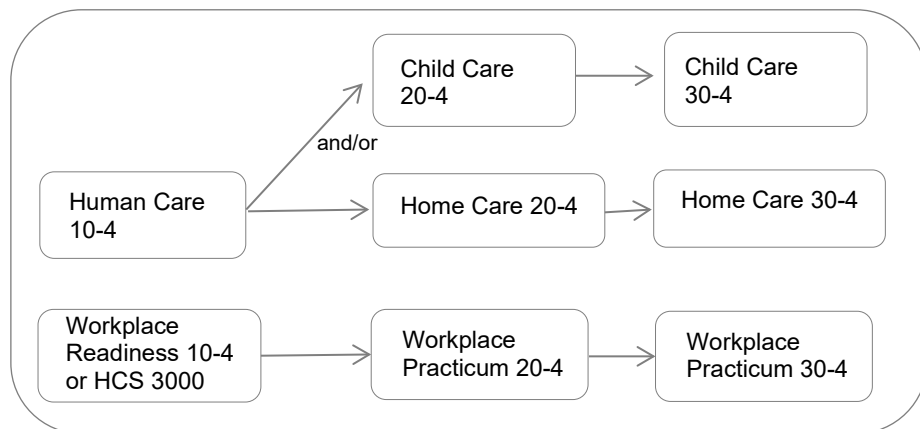 Child Care
20-4
Child Care
30-4
and/or
Human Care
10-4
Home Care 20-4
Home Care 30-4
Workplace
Readiness 10-4
or HCS 3000
Workplace
Practicum 20-4
Workplace
Practicum 30-4